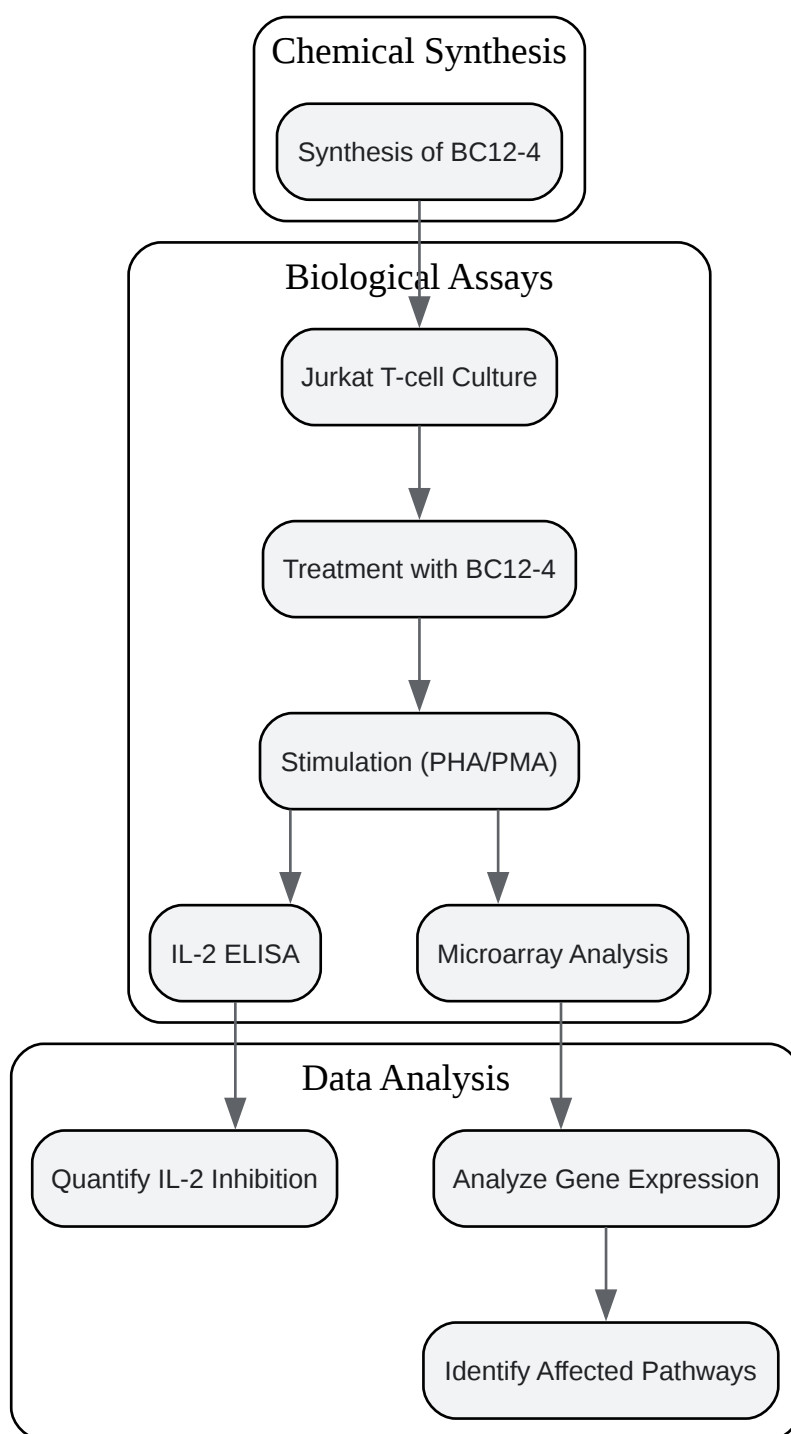 Chemical Synthesis
Synthesis of BC12-4
Biological Assays
Jurkat T-cell Culture
Treatment with BC12-4
Stimulation (PHA/PMA)
IL-2 ELISA
Microarray Analysis
Data Analysis
Quantify IL-2 Inhibition
Analyze Gene Expression
Identify Affected Pathways